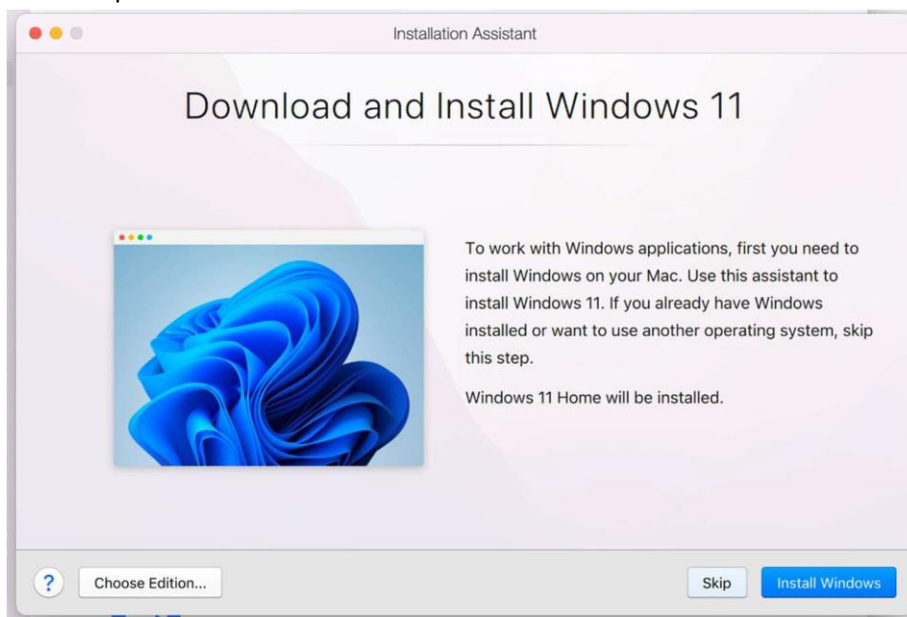 Installation Assistant
Download and Install Windows 11
To work with Windows applications, first you need to
install Windows on your Mac. Use this assistant to
install Windows 11. If you already have Windows
installed or want to use another operating system, skip
this step.
Windows 11 Home will be installed.
?
Choose Edition...
Skip
Install Windows